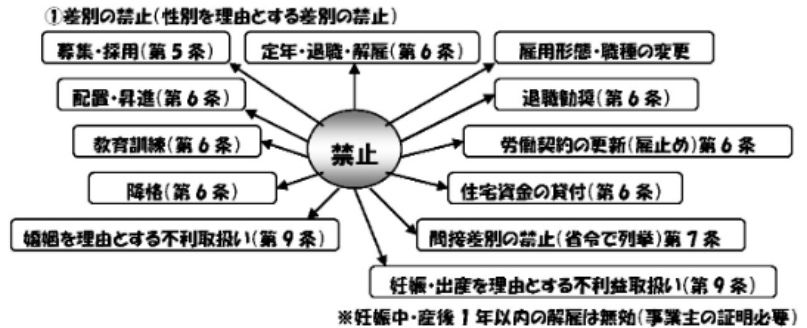 ①差別の禁止(性別を理由とする差別の禁止)
募集・採用(第5条)
定年・退職・解雇(第6条)
雇用形態・職種の変更
配置・昇進(第6条)
退職勧奨(第6条)
教育訓練(第6条)
禁止
労働契約の更新(雇止め)第6条
降格(第6条)
住宅資金の貸付(第6条)
婚姻を理由とする不利取扱い(第9条)
間接差別の禁止(省令で列挙)第7条
妊娠・出産を理由とする不利益取扱い(第9条)
※妊娠中・産後1年以内の解雇は無効(事業主の証明必要)